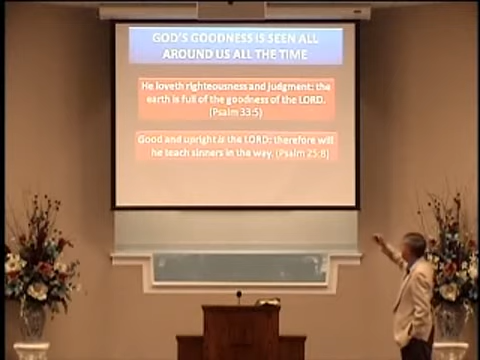 GOD'S GOODNESS IS SEEN ALL
AROUND US ALL THE TIME
He loveth righteousness and judgment: the
earth is full of the goodness of the LORD.
(Psalm 33:5)
Good and upright is the LORD: therefore will
he teach sinners in the way. (Psalm 25:8)